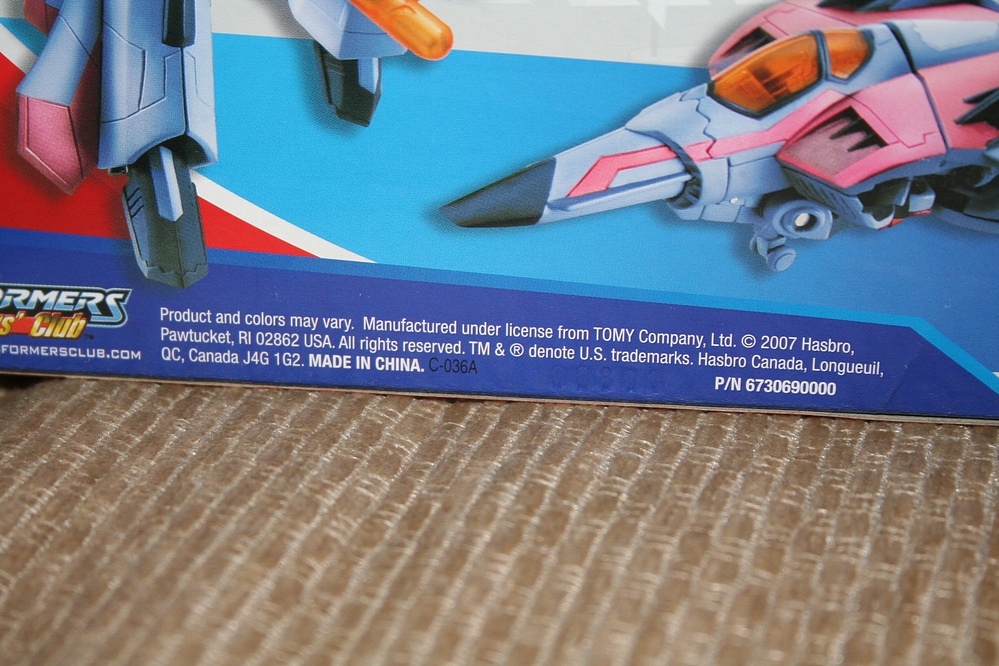 ORMERS
s' Club
FORMERSCLUB.COM
Product and colors may vary. Manufactured under license from TOMY Company, Ltd. © 2007 Hasbro,
Pawtucket, RI 02862 USA. All rights reserved. TM & ® denote U.S. trademarks. Hasbro Canada, Longueuil,
QC, Canada J4G 1G2. MADE IN CHINA. C-036A
P/N 6730690000